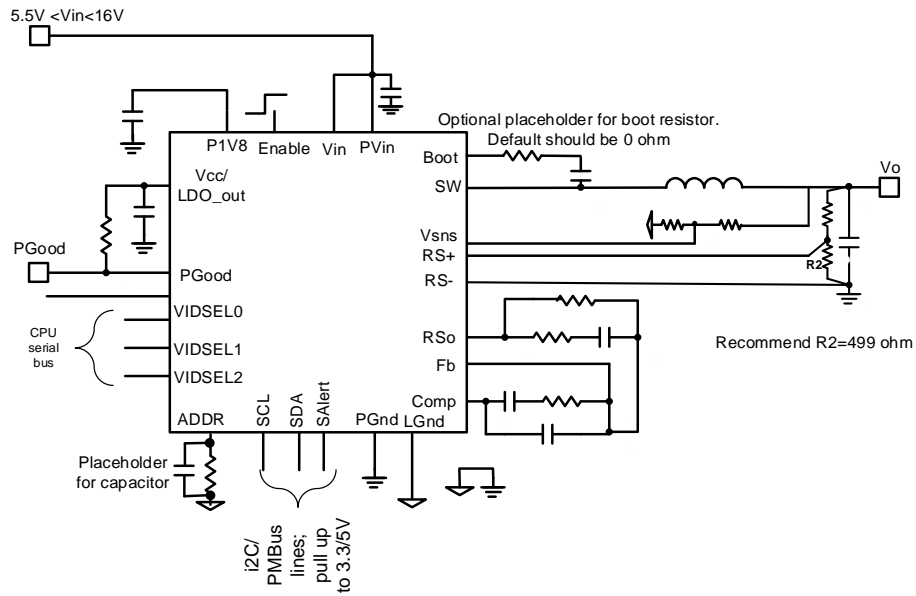 5.5V <Vin<16V
Optional placeholder for boot resistor.
Default should be 0 ohm
P1V8
Enable
Vin
PVin
Boot
Vcc/
LDO_out
SW
Vo
PGood
Vsns
RS+
R2
PGood
RS-
VIDSEL0
CPU
serial
bus
VIDSEL1
RSo
Recommend R2=499 ohm
Fb
VIDSEL2
Comp
ADDR
SCL
SDA
SAlert
PGnd
LGnd
Placeholder
for capacitor
i2C/
PMBus
lines;
pull up
to 3.3/5V